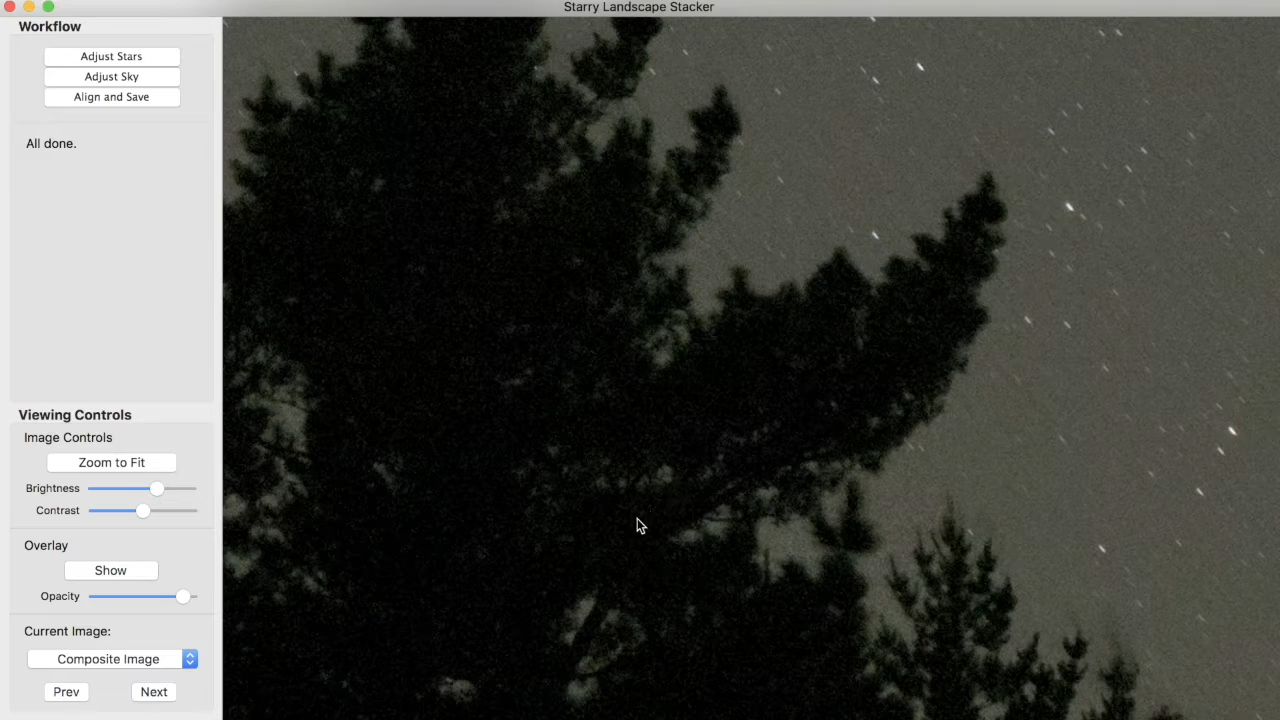 Starry Landscape Stacker
Workflow
Adjust Stars
Adjust Sky
Align and Save
All done.
Viewing Controls
Image Controls
Zoom to Fit
Brightness
Contrast
Overlay
Show
Opacity
Current Image:
Composite Image
Prev Next